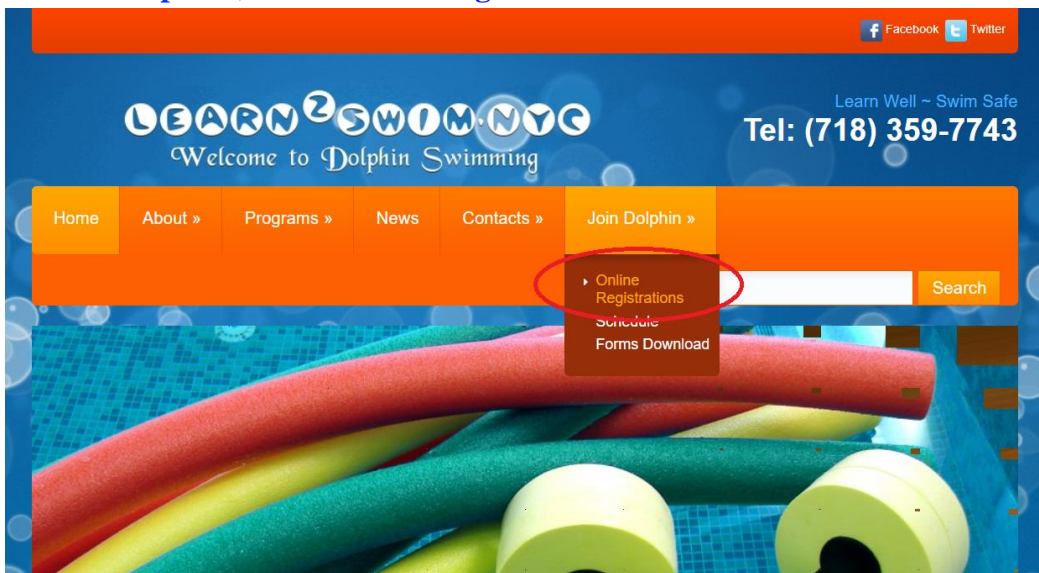 Facebook Twitter
LEARN2SWIM.NYC
Welcome to Dolphin Swimming
Learn Well ~ Swim Safe
Tel: (718) 359-7743
Home About » Programs » News Contacts » Join Dolphin »
Online
Registrations
Search
Schedule
Forms Download